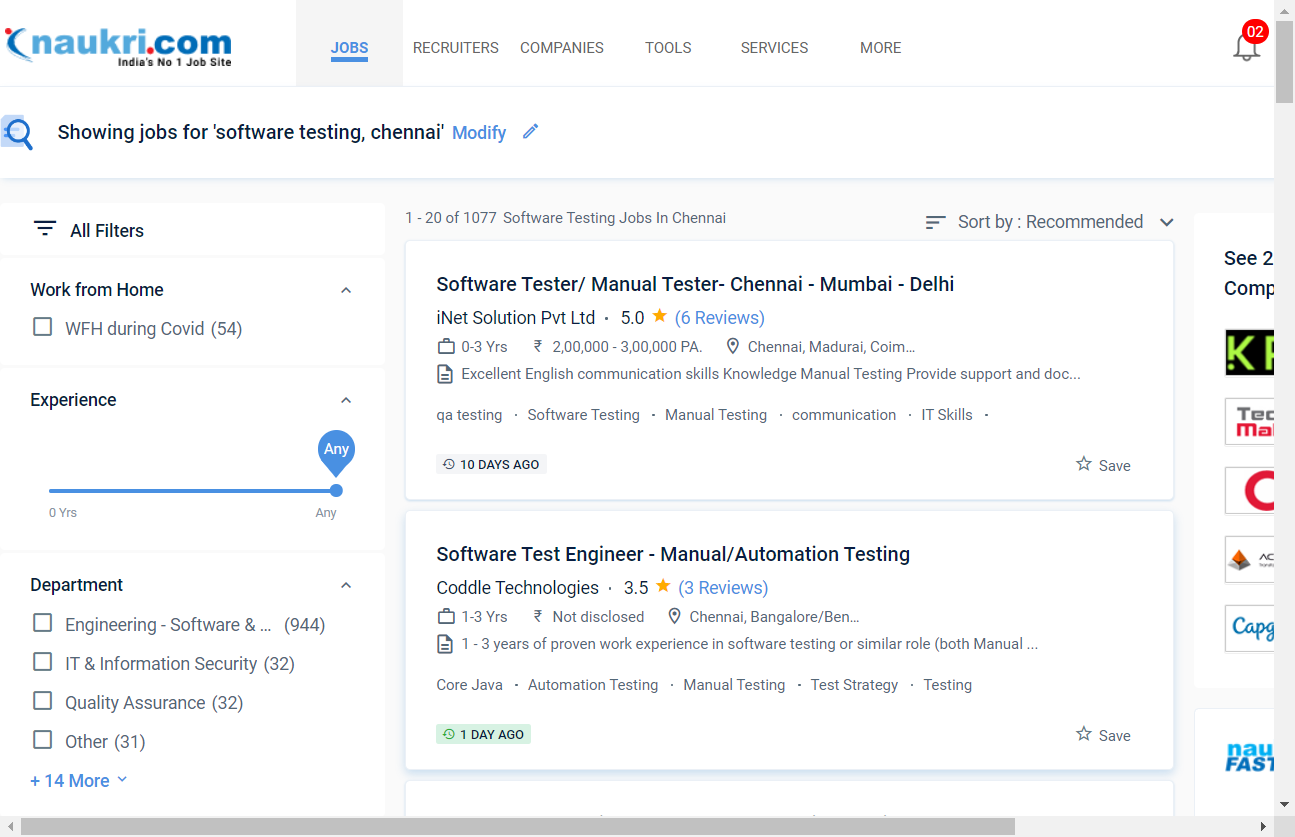 naukri.com
India's No 1 Job Site
JOBS
RECRUITERS
COMPANIES
TOOLS
SERVICES
MORE
02
Showing jobs for 'software testing, chennai' Modify
All Filters
Work from Home
WFH during Covid (54)
Experience
Any
0 Yrs
Any
Department
Engineering - Software & ... (944)
IT & Information Security (32)
Quality Assurance (32)
Other (31)
+ 14 More
1 - 20 of 1077 Software Testing Jobs In Chennai
Sort by : Recommended
Software Tester/ Manual Tester- Chennai - Mumbai - Delhi
iNet Solution Pvt Ltd · 5.0 (6 Reviews)
0-3 Yrs ₹ 2,00,000 - 3,00,000 PA. Chennai, Madurai, Coim...
Excellent English communication skills Knowledge Manual Testing Provide support and doc...
qa testing · Software Testing · Manual Testing · communication · IT Skills ·
10 DAYS AGO
Save
Software Test Engineer - Manual/Automation Testing
Coddle Technologies · 3.5 (3 Reviews)
1-3 Yrs ₹ Not disclosed Chennai, Bangalore/Ben...
1 - 3 years of proven work experience in software testing or similar role (both Manual ...
Core Java · Automation Testing · Manual Testing · Test Strategy · Testing
1 DAY AGO
Save
See 2
Comp
Tec
Ma
AC
Capg
nau
FAST